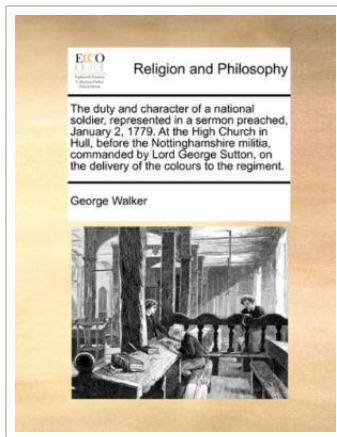 ECCO
Religion and Philosophy
The duty and character of a national
soldier, represented in a sermon preached,
January 2, 1779. At the High Church in
Hull, before the Nottinghamshire militia,
commanded by Lord George Sutton, on
the delivery of the colours to the regiment.
George Walker